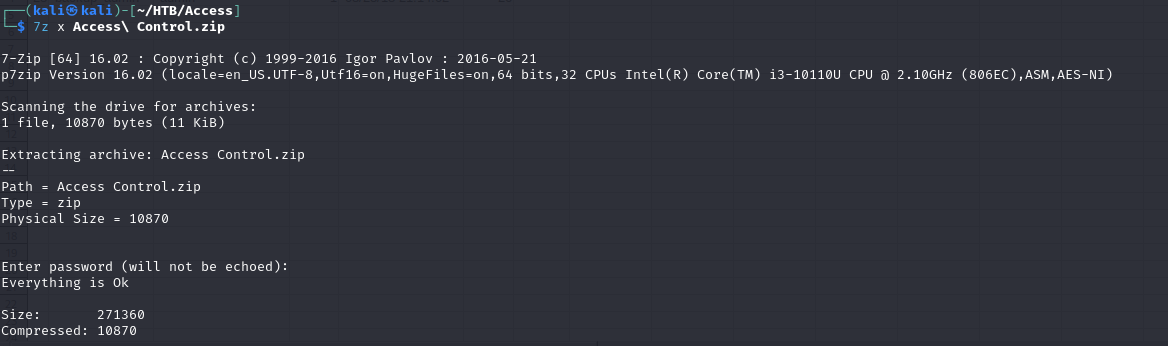 ┌──(kali㉿kali)-[~/HTB/Access]
└─$ 7z x Access\ Control.zip
7-Zip [64] 16.02 : Copyright (c) 1999-2016 Igor Pavlov : 2016-05-21
p7zip Version 16.02 (locale=en_US.UTF-8,Utf16=on,HugeFiles=on,64 bits,32 CPUs Intel(R) Core(TM) i3-10110U CPU @ 2.10GHz (806EC),ASM,AES-NI)
Scanning the drive for archives:
1 file, 10870 bytes (11 KiB)
Extracting archive: Access Control.zip
--
Path = Access Control.zip
Type = zip
Physical Size = 10870
Enter password (will not be echoed):
Everything is Ok
Size:       271360
Compressed: 10870